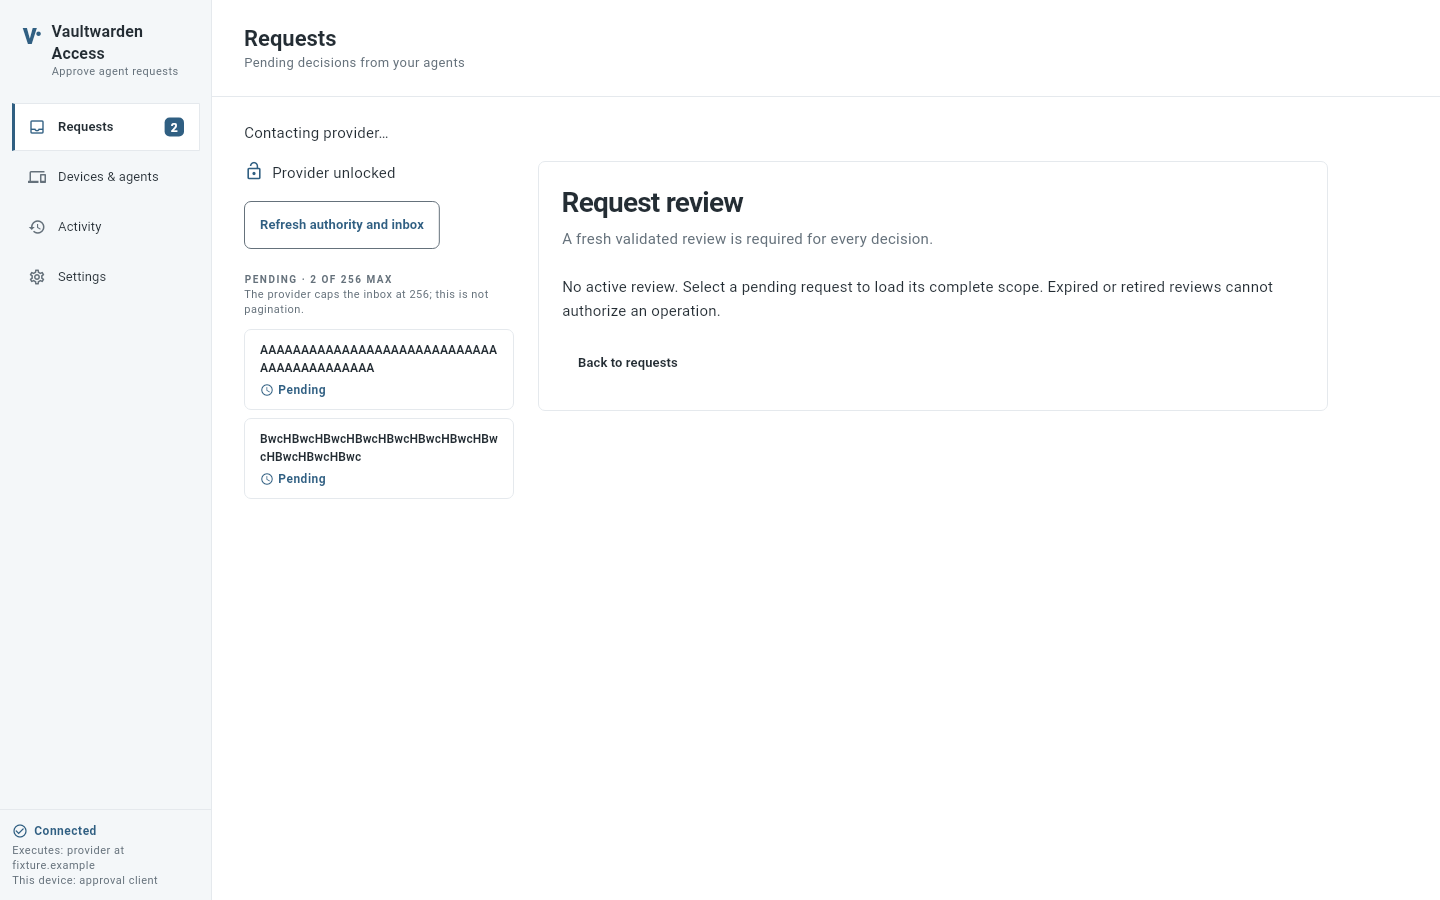 Vaultwarden
Access
Approve agent requests
Requests
2
Devices & agents
Activity
Settings
Connected
Executes: provider at
fixture.example
This device: approval client
Requests
Pending decisions from your agents
Contacting provider…
Provider unlocked
Refresh authority and inbox
PENDING · 2 OF 256 MAX
The provider caps the inbox at 256; this is not
pagination.
AAAAAAAAAAAAAAAAAAAAAAAAAAAAA
AAAAAAAAAAAAAA
Pending
BwcHBwcHBwcHBwcHBwcHBwcHBwcHBw
cHBwcHBwcHBwc
Pending
Request review
A fresh validated review is required for every decision.
No active review. Select a pending request to load its complete scope. Expired or retired reviews cannot
authorize an operation.
Back to requests